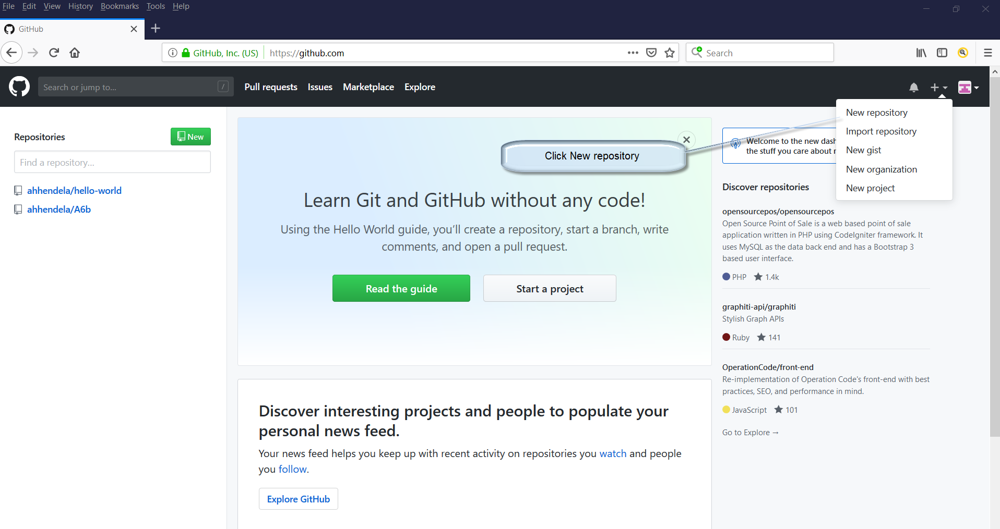 File Edit View History Bookmarks Tools Help
GitHub
GitHub, Inc. (US) https://github.com
Search
Search or jump to... /
Pull requests Issues Marketplace Explore
New repository
Import repository
New gist
New organization
New project
Repositories
New
Find a repository...
ahhendela/hello-world
ahhendela/A6b
Click New repository
Learn Git and GitHub without any code!
Using the Hello World guide, you’ll create a repository, start a branch, write
comments, and open a pull request.
Read the guide
Start a project
Discover interesting projects and people to populate your
personal news feed.
Your news feed helps you keep up with recent activity on repositories you watch and people
you follow.
Explore GitHub
Welcome to the new
the stuff you care about
Discover repositories
opensourcepos/opensourcepos
Open Source Point of Sale is a web based point of sale
application written in PHP using CodeIgniter framework. It
uses MySQL as the data back end and has a Bootstrap 3
based user interface.
PHP 1.4k
graphiti-api/graphiti
Stylish Graph APIs
Ruby 141
OperationCode/front-end
Re-implementation of Operation Code's front-end with best
practices, SEO, and performance in mind.
JavaScript 101
Go to Explore →